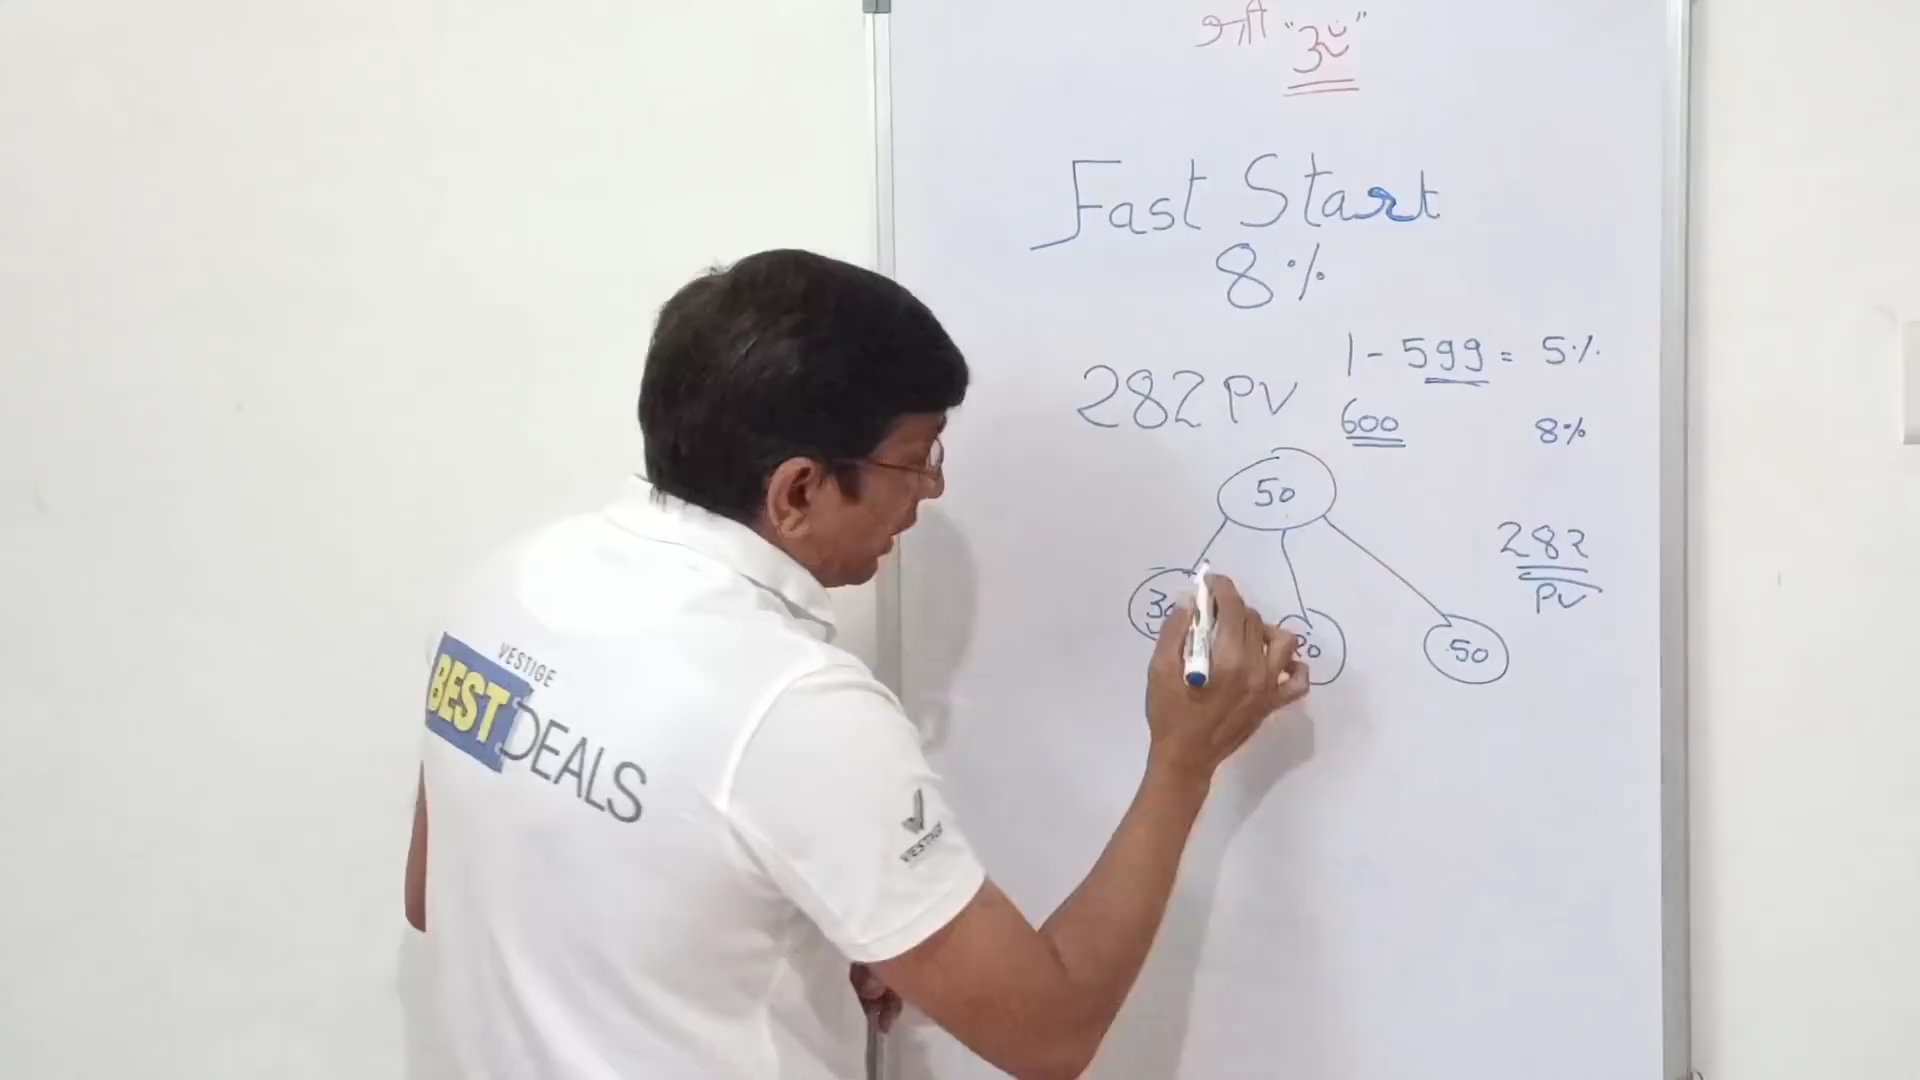 श्री "ॐ"
Fast Start
8%
1 - 599 = 5%
282 PV
600 8%
50
282
PV
50
VESTIGE
BEST DEALS
VESTIGE